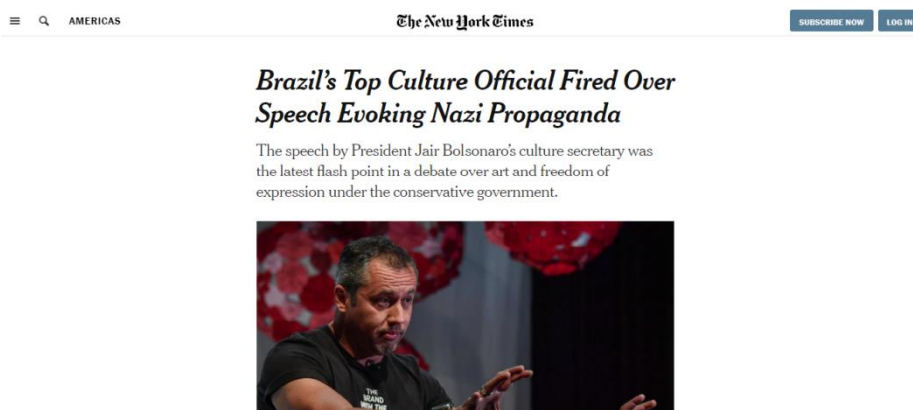 AMERICAS
The New York Times
SUBSCRIBE NOW
LOG IN
Brazil's Top Culture Official Fired Over
Speech Evoking Nazi Propaganda
The speech by President Jair Bolsonaro's culture secretary was
the latest flash point in a debate over art and freedom of
expression under the conservative government.
THE
BRAND
WITH THE